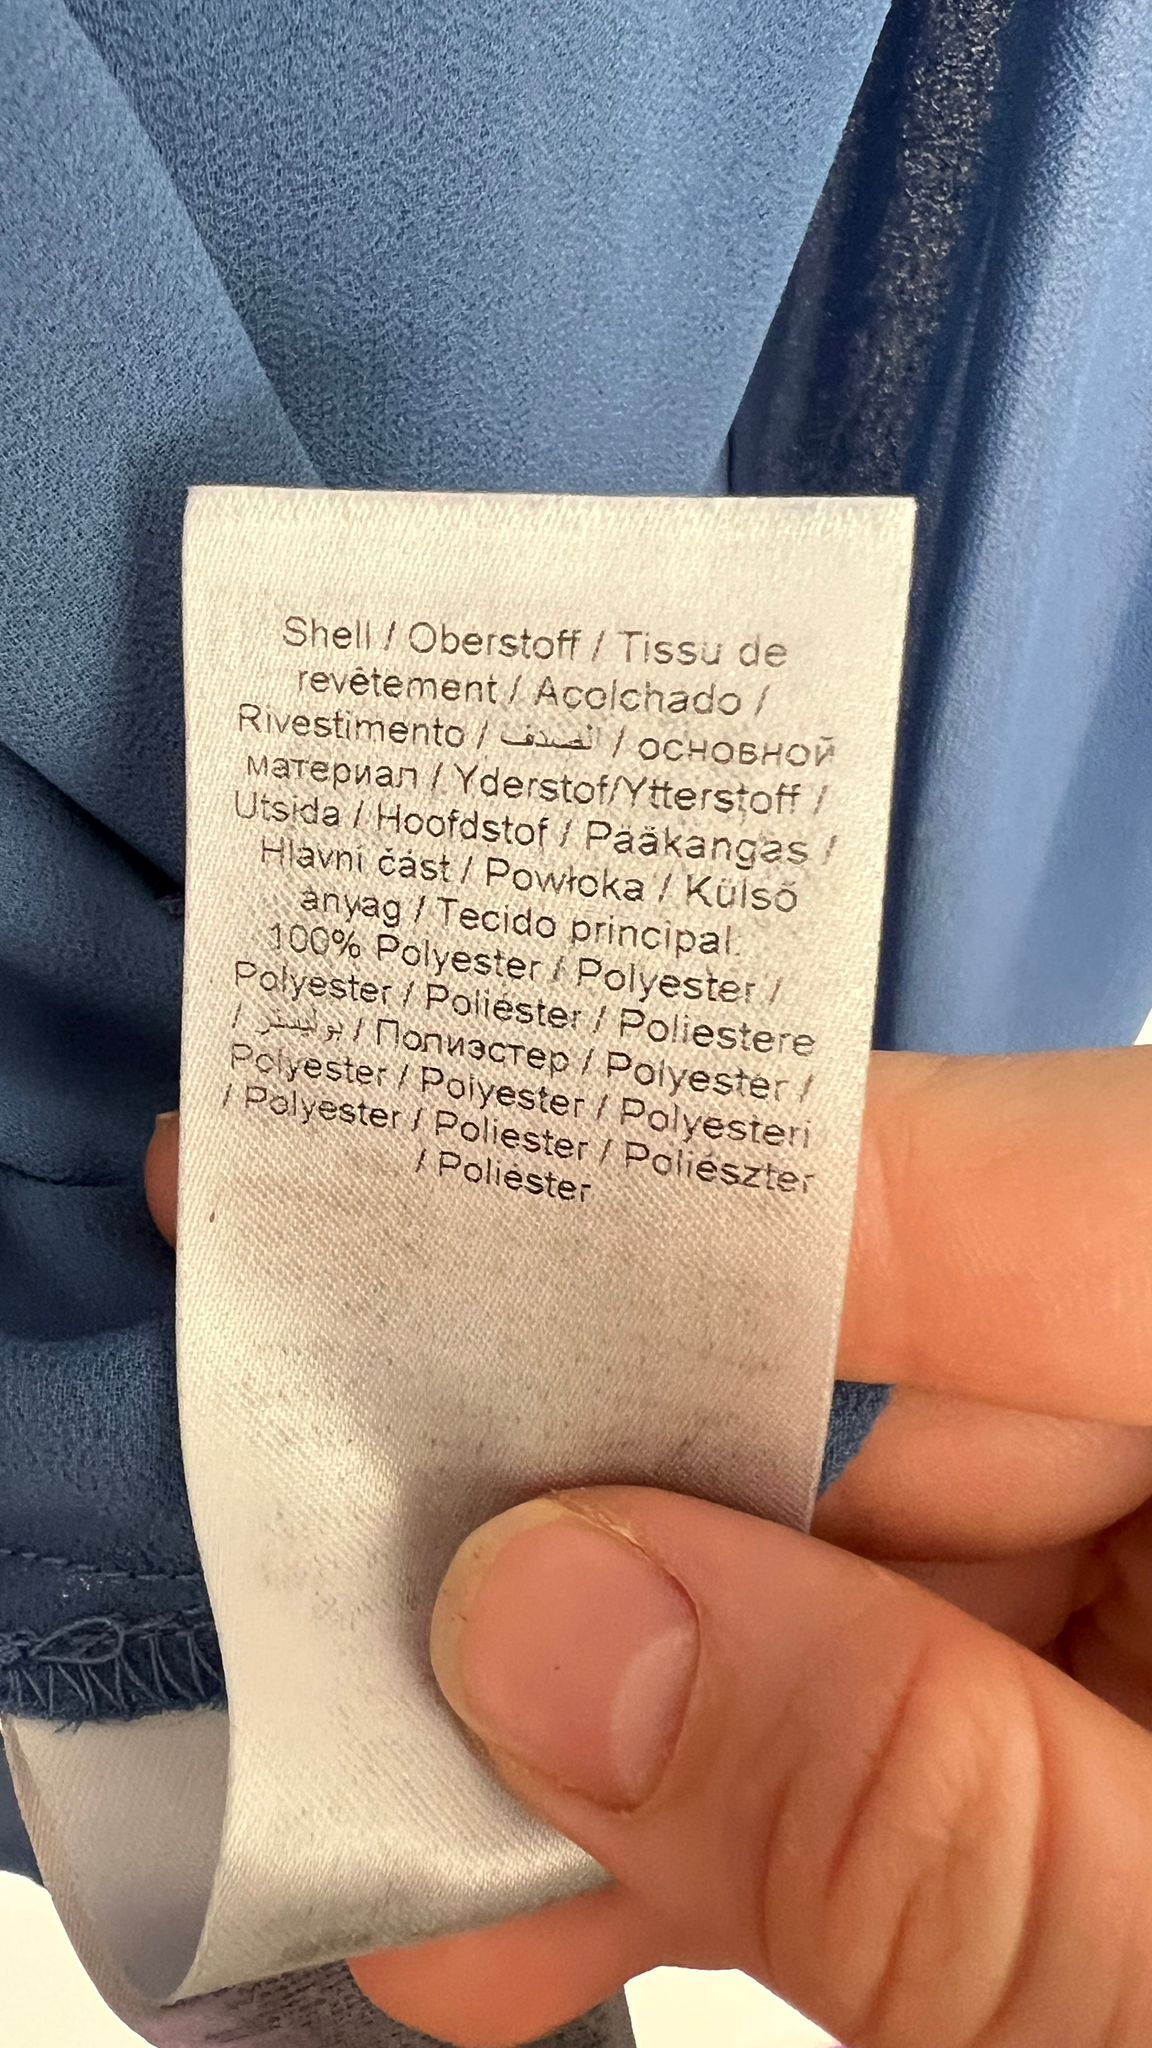 Shell / Oberstoff / Tissu de
revêtement / Acolchado /
Rivestimento / الصدف / основной
материал / Yderstof/Ytterstoff /
Utsida / Hoofdstof / Pääkangas /
Hlavní část / Powłoka / Külső
anyag / Tecido principal.
100% Polyester / Polyester /
Polyester / Poliéster / Poliestere
/ بوليستر / Полиэстер / Polyester /
Polyester / Polyester / Polyesteri
/ Polyester / Poliester / Poliészter
/ Poliéster